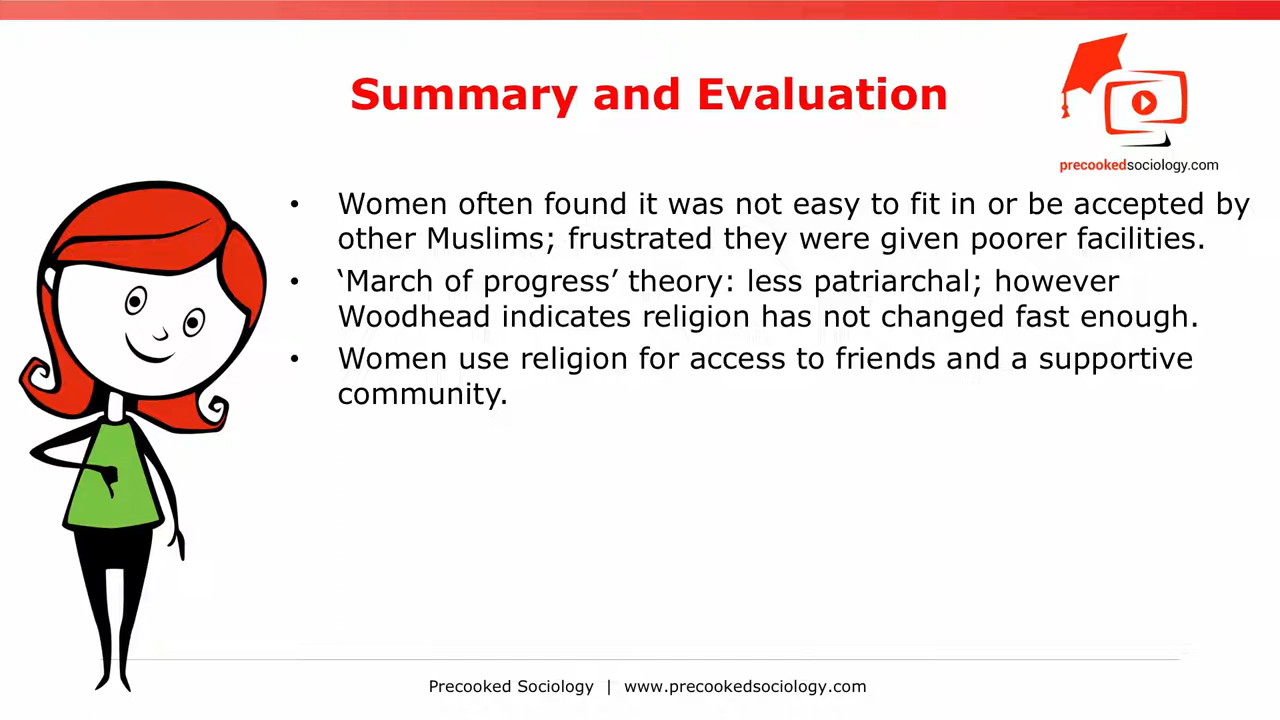 Summary and Evaluation
precookedsociology.com
• Women often found it was not easy to fit in or be accepted by
other Muslims; frustrated they were given poorer facilities.
• ‘March of progress’ theory: less patriarchal; however
Woodhead indicates religion has not changed fast enough.
• Women use religion for access to friends and a supportive
community.
Precooked Sociology | www.precookedsociology.com